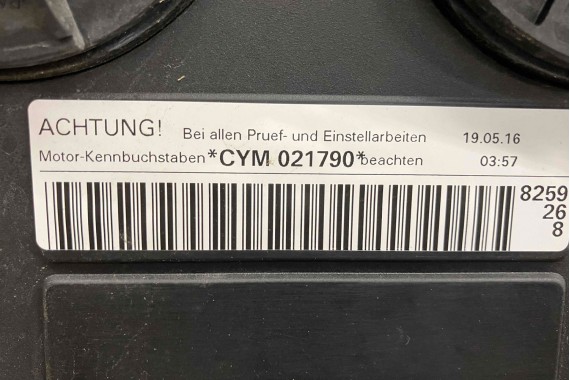 ACHTUNG! Bei allen Pruef- und Einstellarbeiten 19.05.16
Motor-Kennbuchstaben *CYM 021790* beachten 03:57
8259
26
8